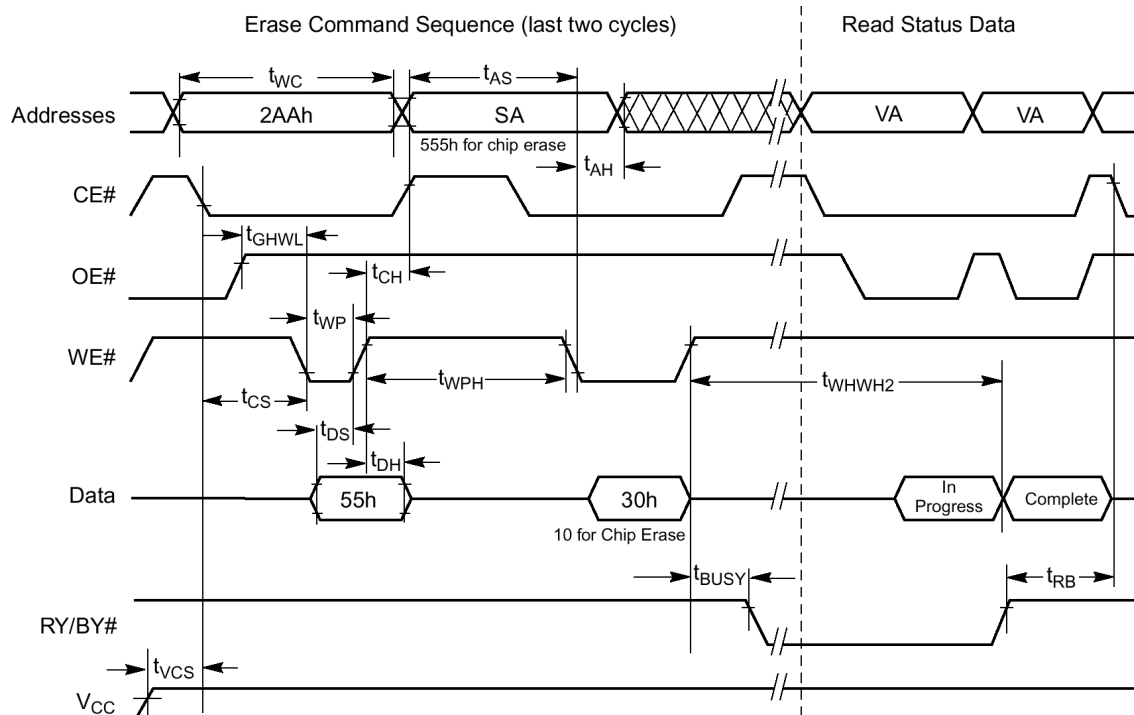 Erase Command Sequence (last two cycles)
Read Status Data
tWC
tAS
Addresses
2AAh
SA
VA
VA
555h for chip erase
tAH
CE#
tGHWL
tCH
OE#
tWP
WE#
tWPH
tWHWH2
tCS
tDS
tDH
Data
55h
30h
In
Progress
Complete
10 for Chip Erase
tBUSY
tRB
RY/BY#
tVCS
VCC